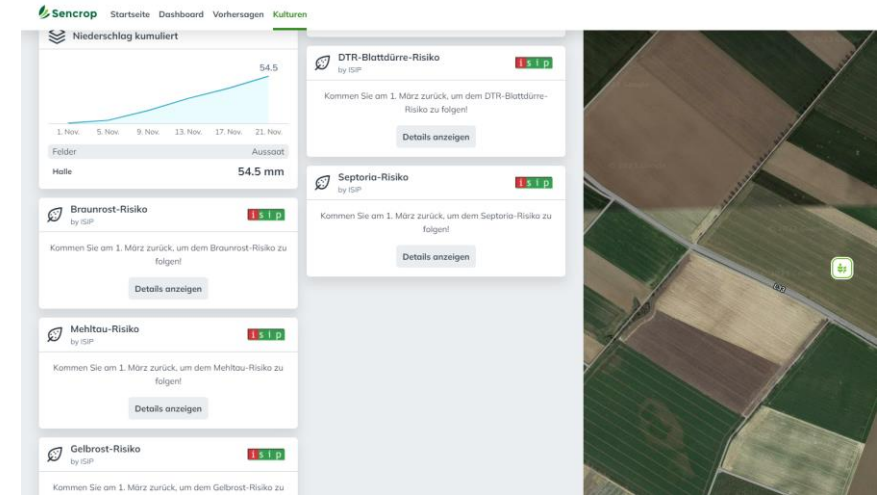 Sencrop Startseite Dashboard Vorhersagen Kulturen
Niederschlag kumuliert
54.5
1. Nov. 5. Nov. 9. Nov. 13. Nov. 17. Nov. 21. Nov.
Felder Aussaat
Halle 54.5 mm
Braunrost-Risiko
by ISIP
isip
Kommen Sie am 1. März zurück, um dem Braunrost-Risiko zu
folgen!
Details anzeigen
Mehltau-Risiko
by ISIP
isip
Kommen Sie am 1. März zurück, um dem Mehltau-Risiko zu
folgen!
Details anzeigen
Gelbrost-Risiko
by ISIP
isip
Kommen Sie am 1. März zurück, um dem Gelbrost-Risiko zu
DTR-Blattdürre-Risiko
by ISIP
isip
Kommen Sie am 1. März zurück, um dem DTR-Blattdürre-
Risiko zu folgen!
Details anzeigen
Septoria-Risiko
by ISIP
isip
Kommen Sie am 1. März zurück, um dem Septoria-Risiko zu
folgen!
Details anzeigen